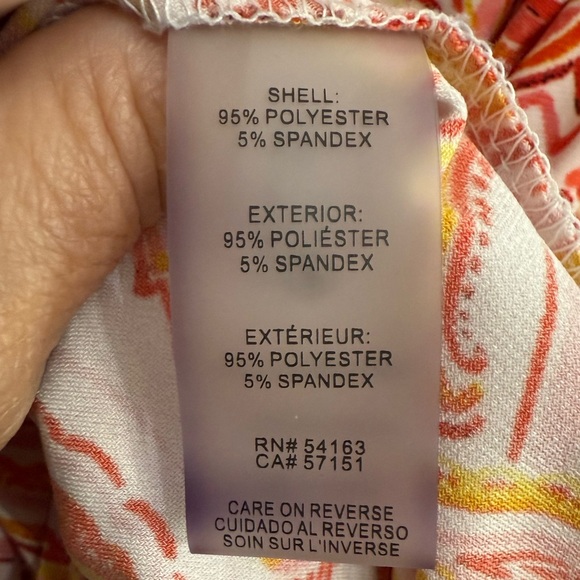 SHELL:
95% POLYESTER
5% SPANDEX
EXTERIOR:
95% POLIÉSTER
5% SPANDEX
EXTÉRIEUR:
95% POLYESTER
5% SPANDEX
RN# 54163
CA# 57151
CARE ON REVERSE
CUIDADO AL REVERSO
SOIN SUR L'INVERSE